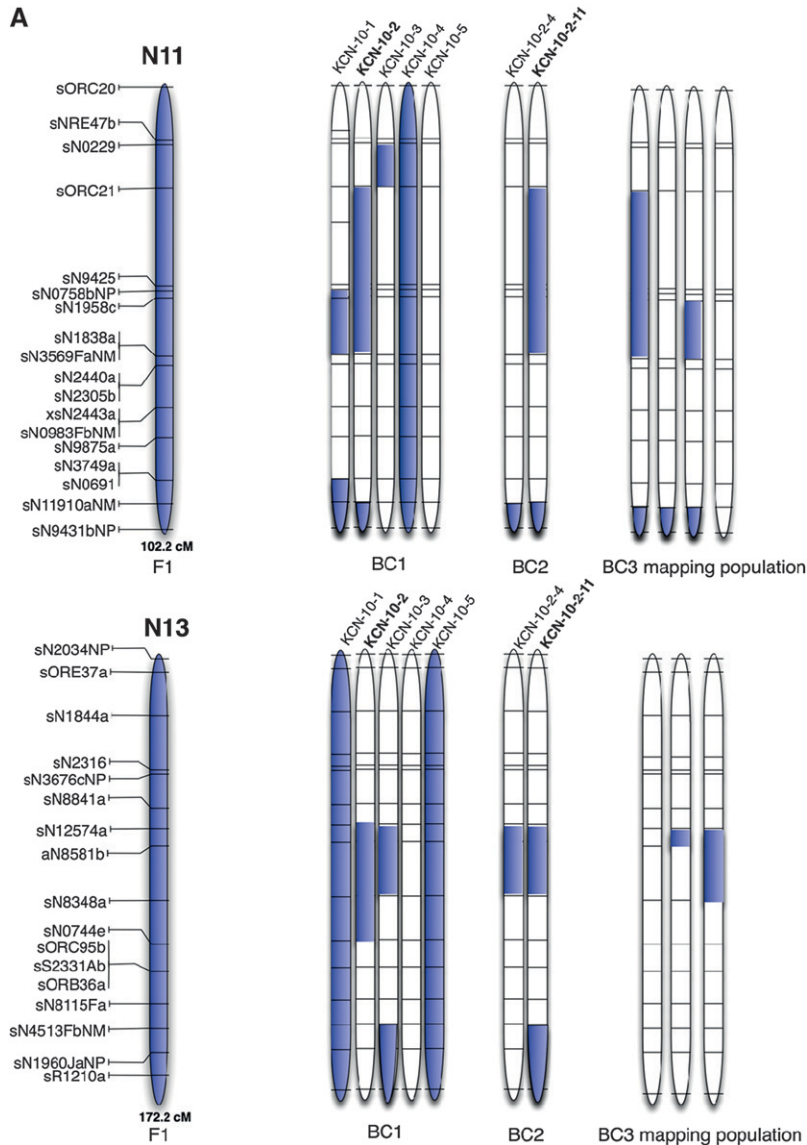 A
N11
KCN-10-1
KCN-10-2
KCN-10-3
KCN-10-4
KCN-10-5
KCN-10-2-4
KCN-10-2-11
sORC20
sNRE47b
sN0229
sORC21
sN9425
sN0758bNP
sN1958c
sN1838a
sN3569FaNM
sN2440a
sN2305b
xsN2443a
sN0983FbNM
sN9875a
sN3749a
sN0691
sN11910aNM
sN9431bNP
102.2 cM
F1
BC1
BC2
BC3 mapping population
N13
KCN-10-1
KCN-10-2
KCN-10-3
KCN-10-4
KCN-10-5
KCN-10-2-4
KCN-10-2-11
sN2034NP
sORE37a
sN1844a
sN2316
sN3676cNP
sN8841a
sN12574a
aN8581b
sN8348a
sN0744e
sORC95b
sS2331Ab
sORB36a
sN8115Fa
sN4513FbNM
sN1960JaNP
sR1210a
172.2 cM
F1
BC1
BC2
BC3 mapping population